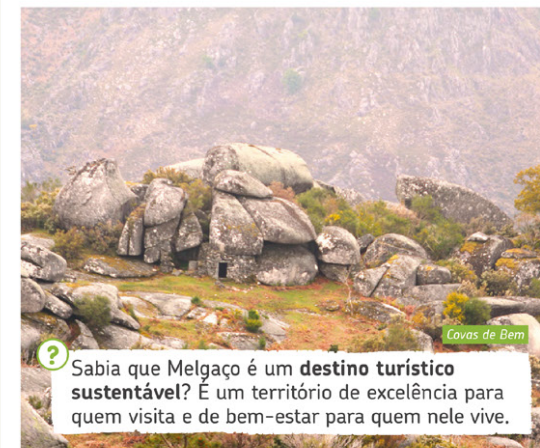 Covas de Bem
?
Sabia que Melgaço é um destino turístico
sustentável? É um território de excelência para
quem visita e de bem-estar para quem nele vive.